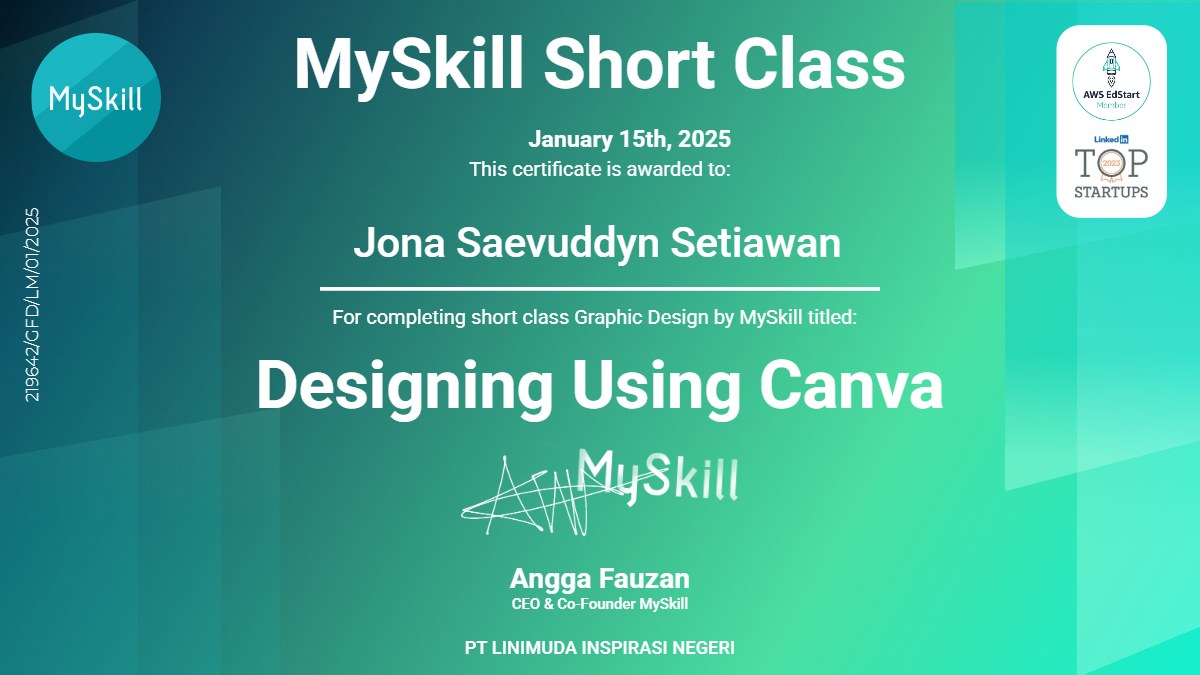 MySkill Short Class
MySkill
AWS EdStart
Member
LinkedIn
TOP
2023
STARTUPS
January 15th, 2025
This certificate is awarded to:
219642/GFD/LM/01/2025
Jona Saevuddyn Setiawan
For completing short class Graphic Design by MySkill titled:
Designing Using Canva
MySkill
Angga Fauzan
CEO & Co-Founder MySkill
PT LINIMUDA INSPIRASI NEGERI